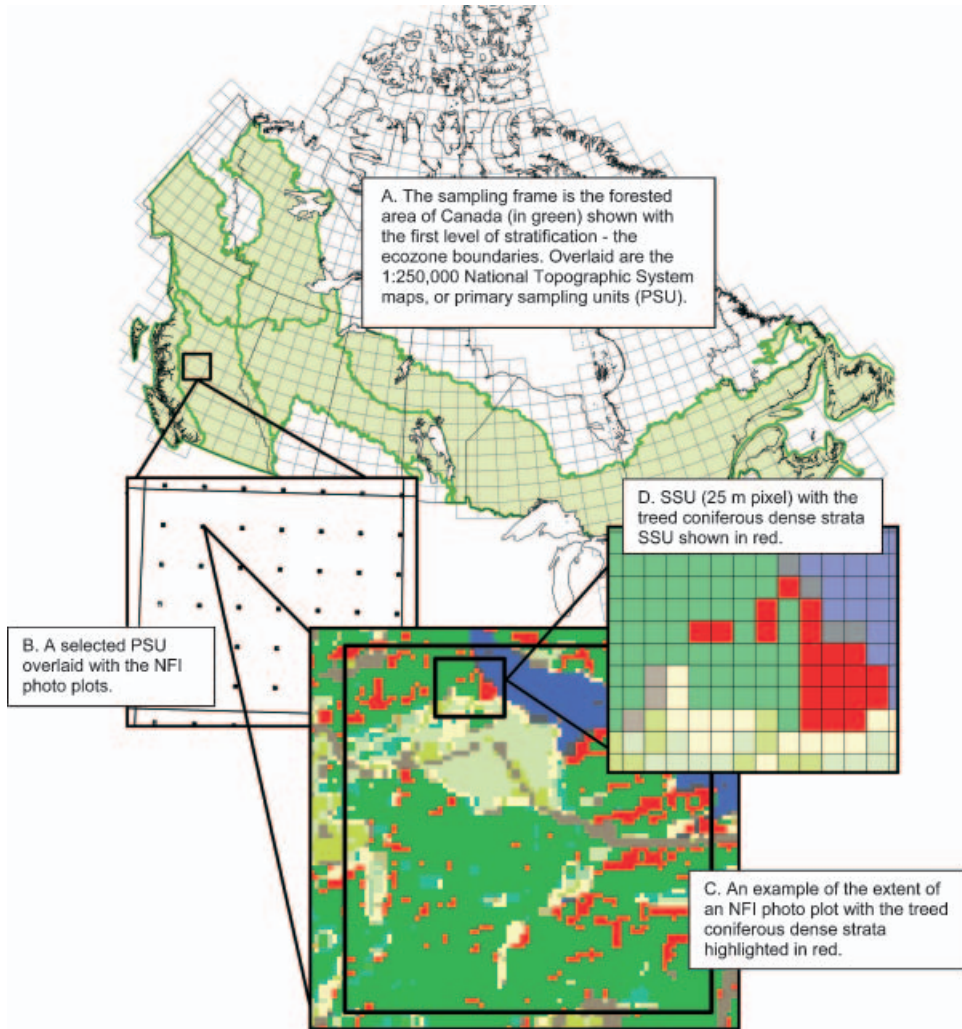 A. The sampling frame is the forested
area of Canada (in green) shown with
the first level of stratification - the
ecozone boundaries. Overlaid are the
1:250,000 National Topographic System
maps, or primary sampling units (PSU).
D. SSU (25 m pixel) with the
treed coniferous dense strata
SSU shown in red.
B. A selected PSU
overlaid with the NFI
photo plots.
C. An example of the extent of
an NFI photo plot with the treed
coniferous dense strata
highlighted in red.